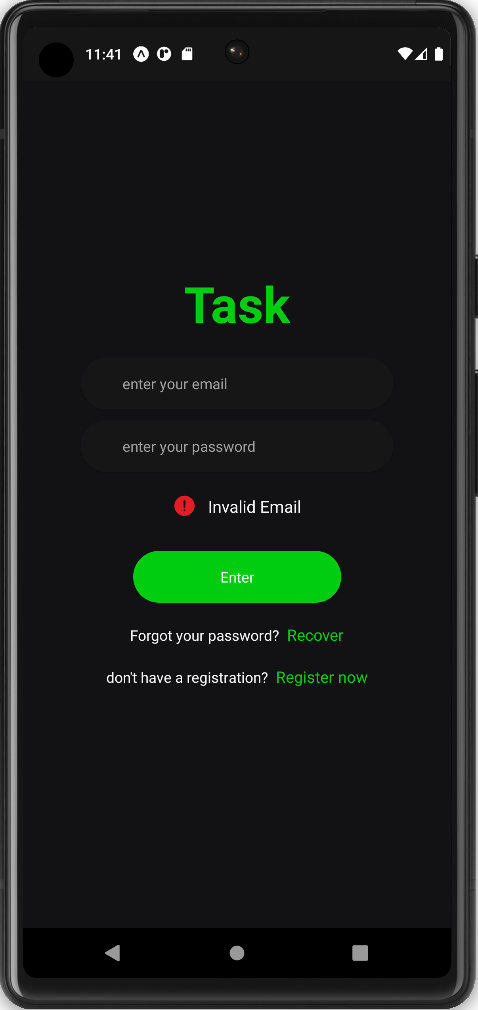 11:41
Task
enter your email
enter your password
! Invalid Email
Enter
Forgot your password? Recover
don't have a registration? Register now